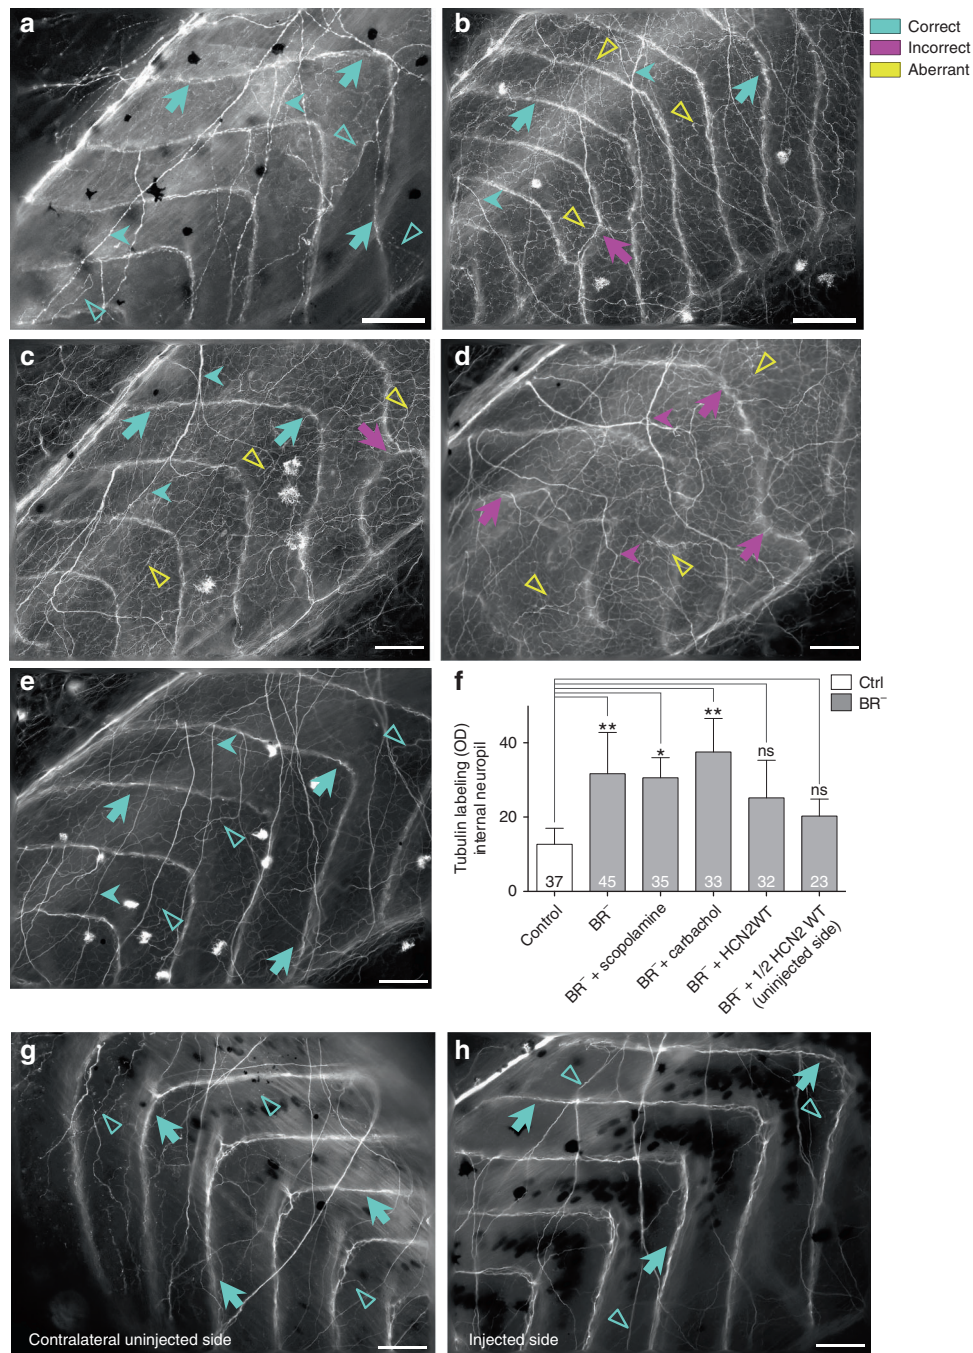 a
b
Correct
Incorrect
Aberrant
c
d
e
f
Ctrl
BR⁻
Tubulin labeling (OD)
internal neuropil
40
20
0
**
*
**
ns
ns
37
45
35
33
32
23
Control
BR⁻
BR⁻ + scopolamine
BR⁻ + carbachol
BR⁻ + HCN2WT
BR⁻ + 1/2 HCN2 WT
(uninjected side)
g
h
Contralateral uninjected side
Injected side